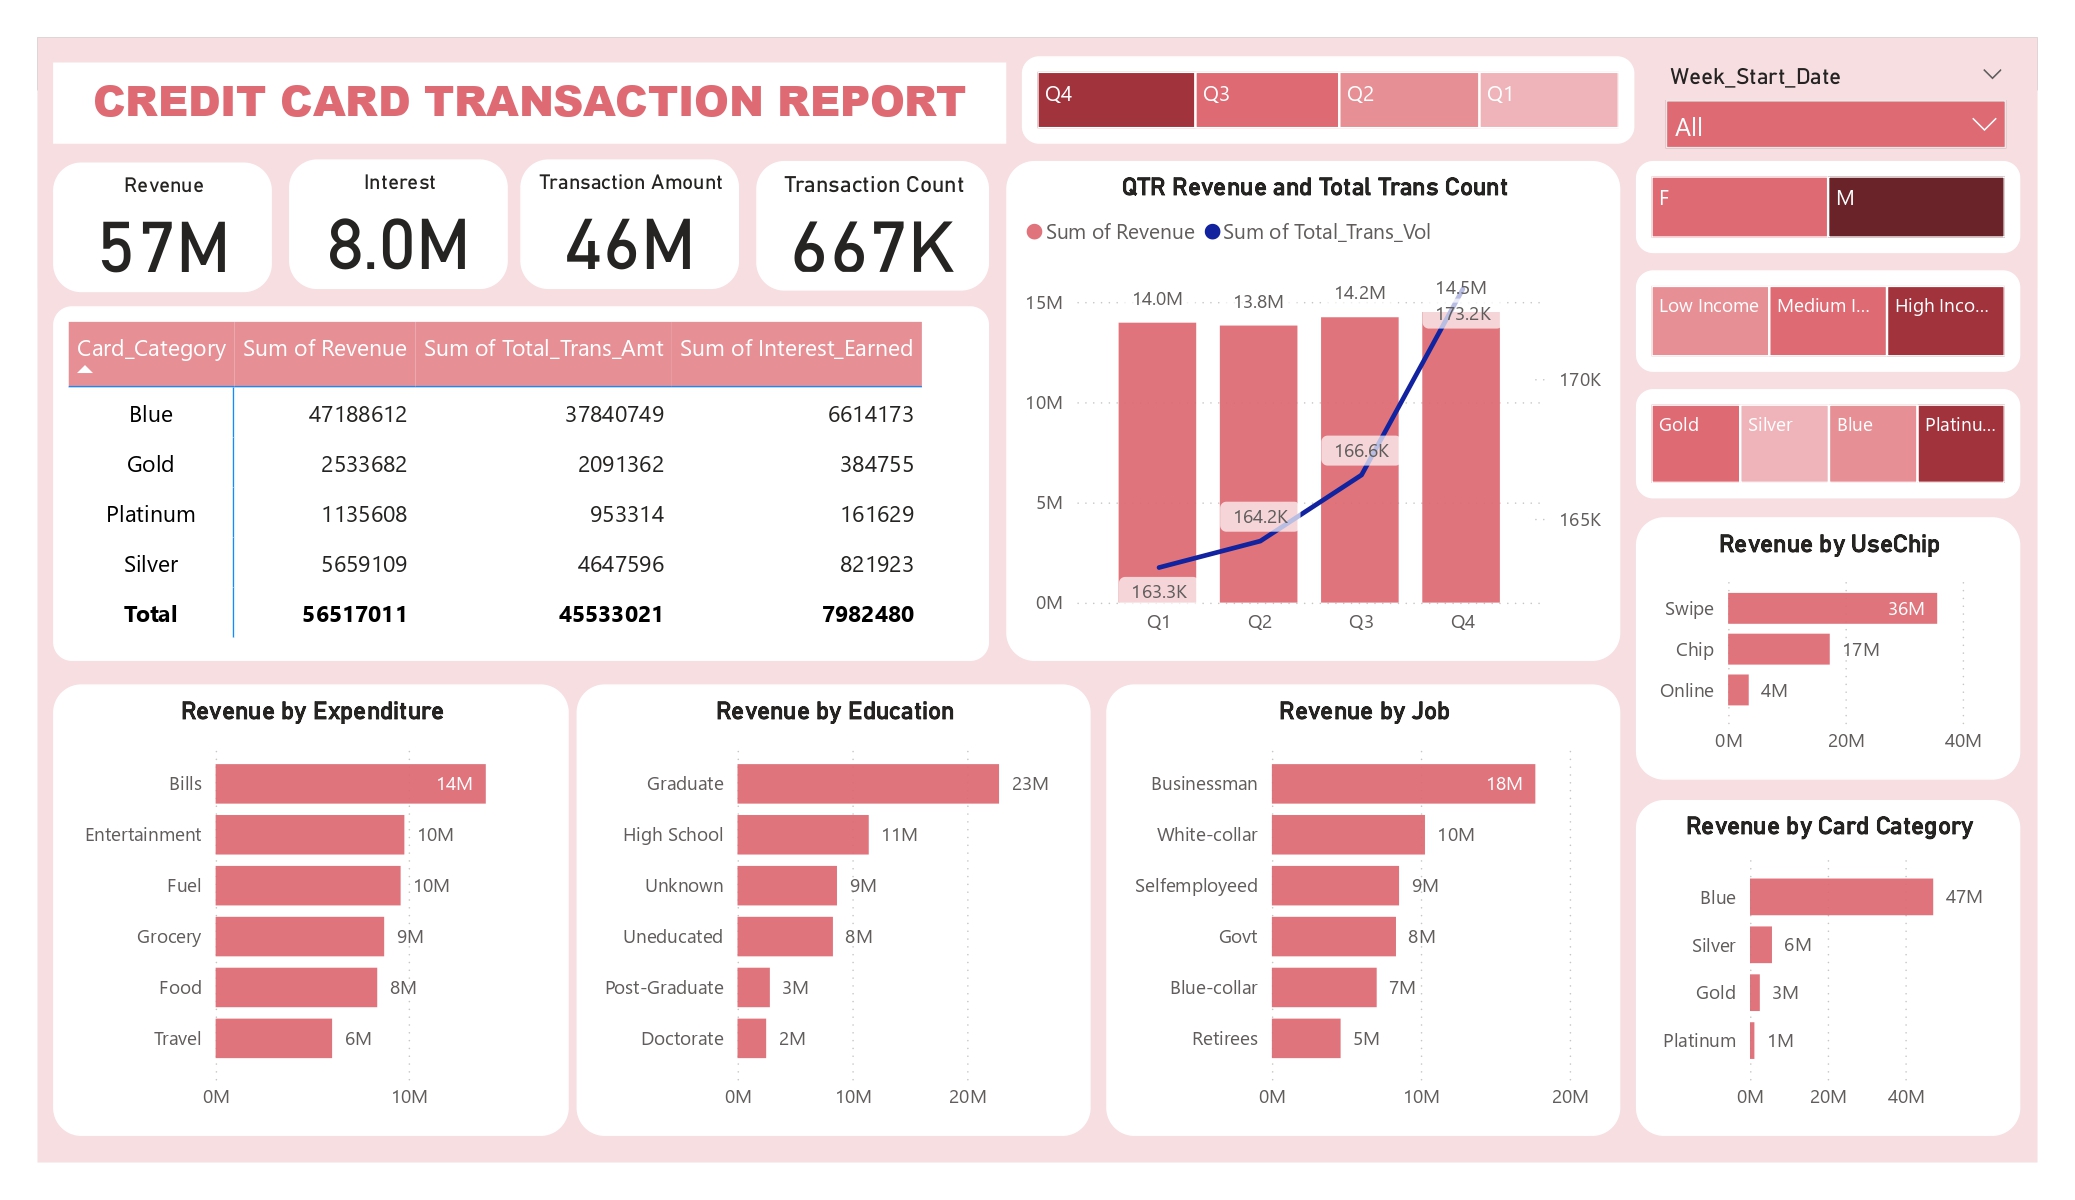 CREDIT CARD TRANSACTION REPORT
Q4 Q3 Q2 Q1
Week_Start_Date
All
Revenue
57M
Interest
8.0M
Transaction Amount
46M
Transaction Count
667K
F M
Low Income Medium I... High Inco...
Gold Silver Blue Platinu...
Card_Category Sum of Revenue Sum of Total_Trans_Amt Sum of Interest_Earned
Blue 47188612 37840749 6614173
Gold 2533682 2091362 384755
Platinum 1135608 953314 161629
Silver 5659109 4647596 821923
Total 56517011 45533021 7982480
QTR Revenue and Total Trans Count
Sum of Revenue Sum of Total_Trans_Vol
14.0M 13.8M 14.2M 14.5M
163.3K 164.2K 166.6K 173.2K
15M
10M
5M
0M
170K
165K
Q1 Q2 Q3 Q4
Revenue by UseChip
Swipe 36M
Chip 17M
Online 4M
0M 20M 40M
Revenue by Expenditure
Bills 14M
Entertainment 10M
Fuel 10M
Grocery 9M
Food 8M
Travel 6M
0M 10M
Revenue by Education
Graduate 23M
High School 11M
Unknown 9M
Uneducated 8M
Post-Graduate 3M
Doctorate 2M
0M 10M 20M
Revenue by Job
Businessman 18M
White-collar 10M
Selfemployeed 9M
Govt 8M
Blue-collar 7M
Retirees 5M
0M 10M 20M
Revenue by Card Category
Blue 47M
Silver 6M
Gold 3M
Platinum 1M
0M 20M 40M